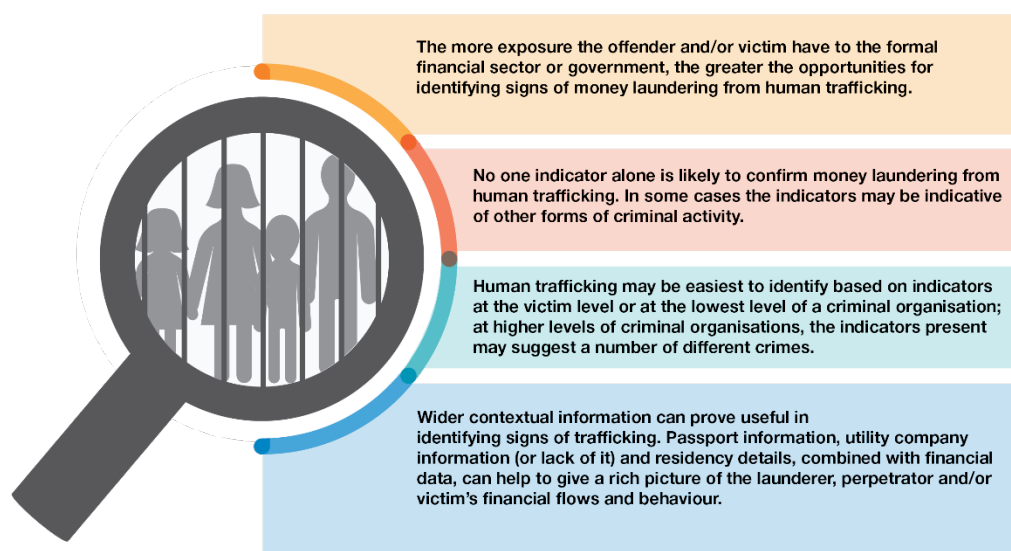 The more exposure the offender and/or victim have to the formal
financial sector or government, the greater the opportunities for
identifying signs of money laundering from human trafficking.
No one indicator alone is likely to confirm money laundering from
human trafficking. In some cases the indicators may be indicative
of other forms of criminal activity.
Human trafficking may be easiest to identify based on indicators
at the victim level or at the lowest level of a criminal organisation;
at higher levels of criminal organisations, the indicators present
may suggest a number of different crimes.
Wider contextual information can prove useful in
identifying signs of trafficking. Passport information, utility company
information (or lack of it) and residency details, combined with financial
data, can help to give a rich picture of the launderer, perpetrator and/or
victim’s financial flows and behaviour.